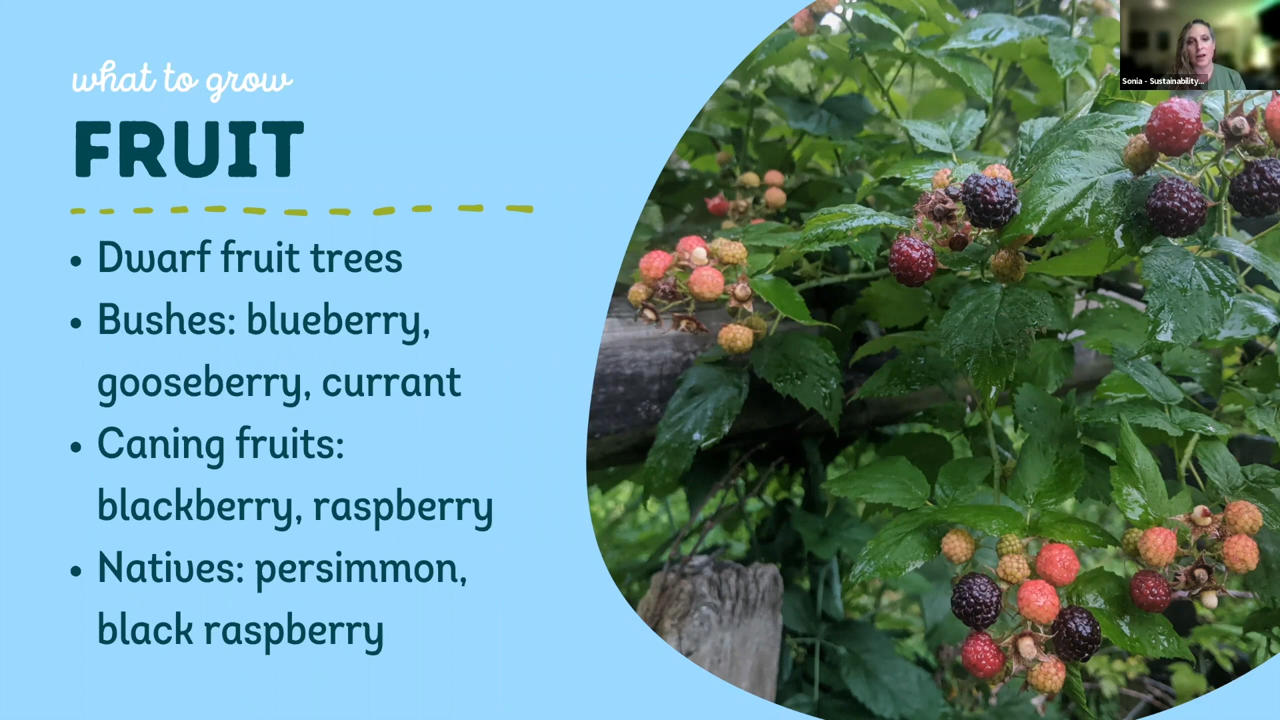 what to grow
FRUIT
• Dwarf fruit trees
• Bushes: blueberry,
gooseberry, currant
• Caning fruits:
blackberry, raspberry
• Natives: persimmon,
black raspberry
Sonia - Sustainability...